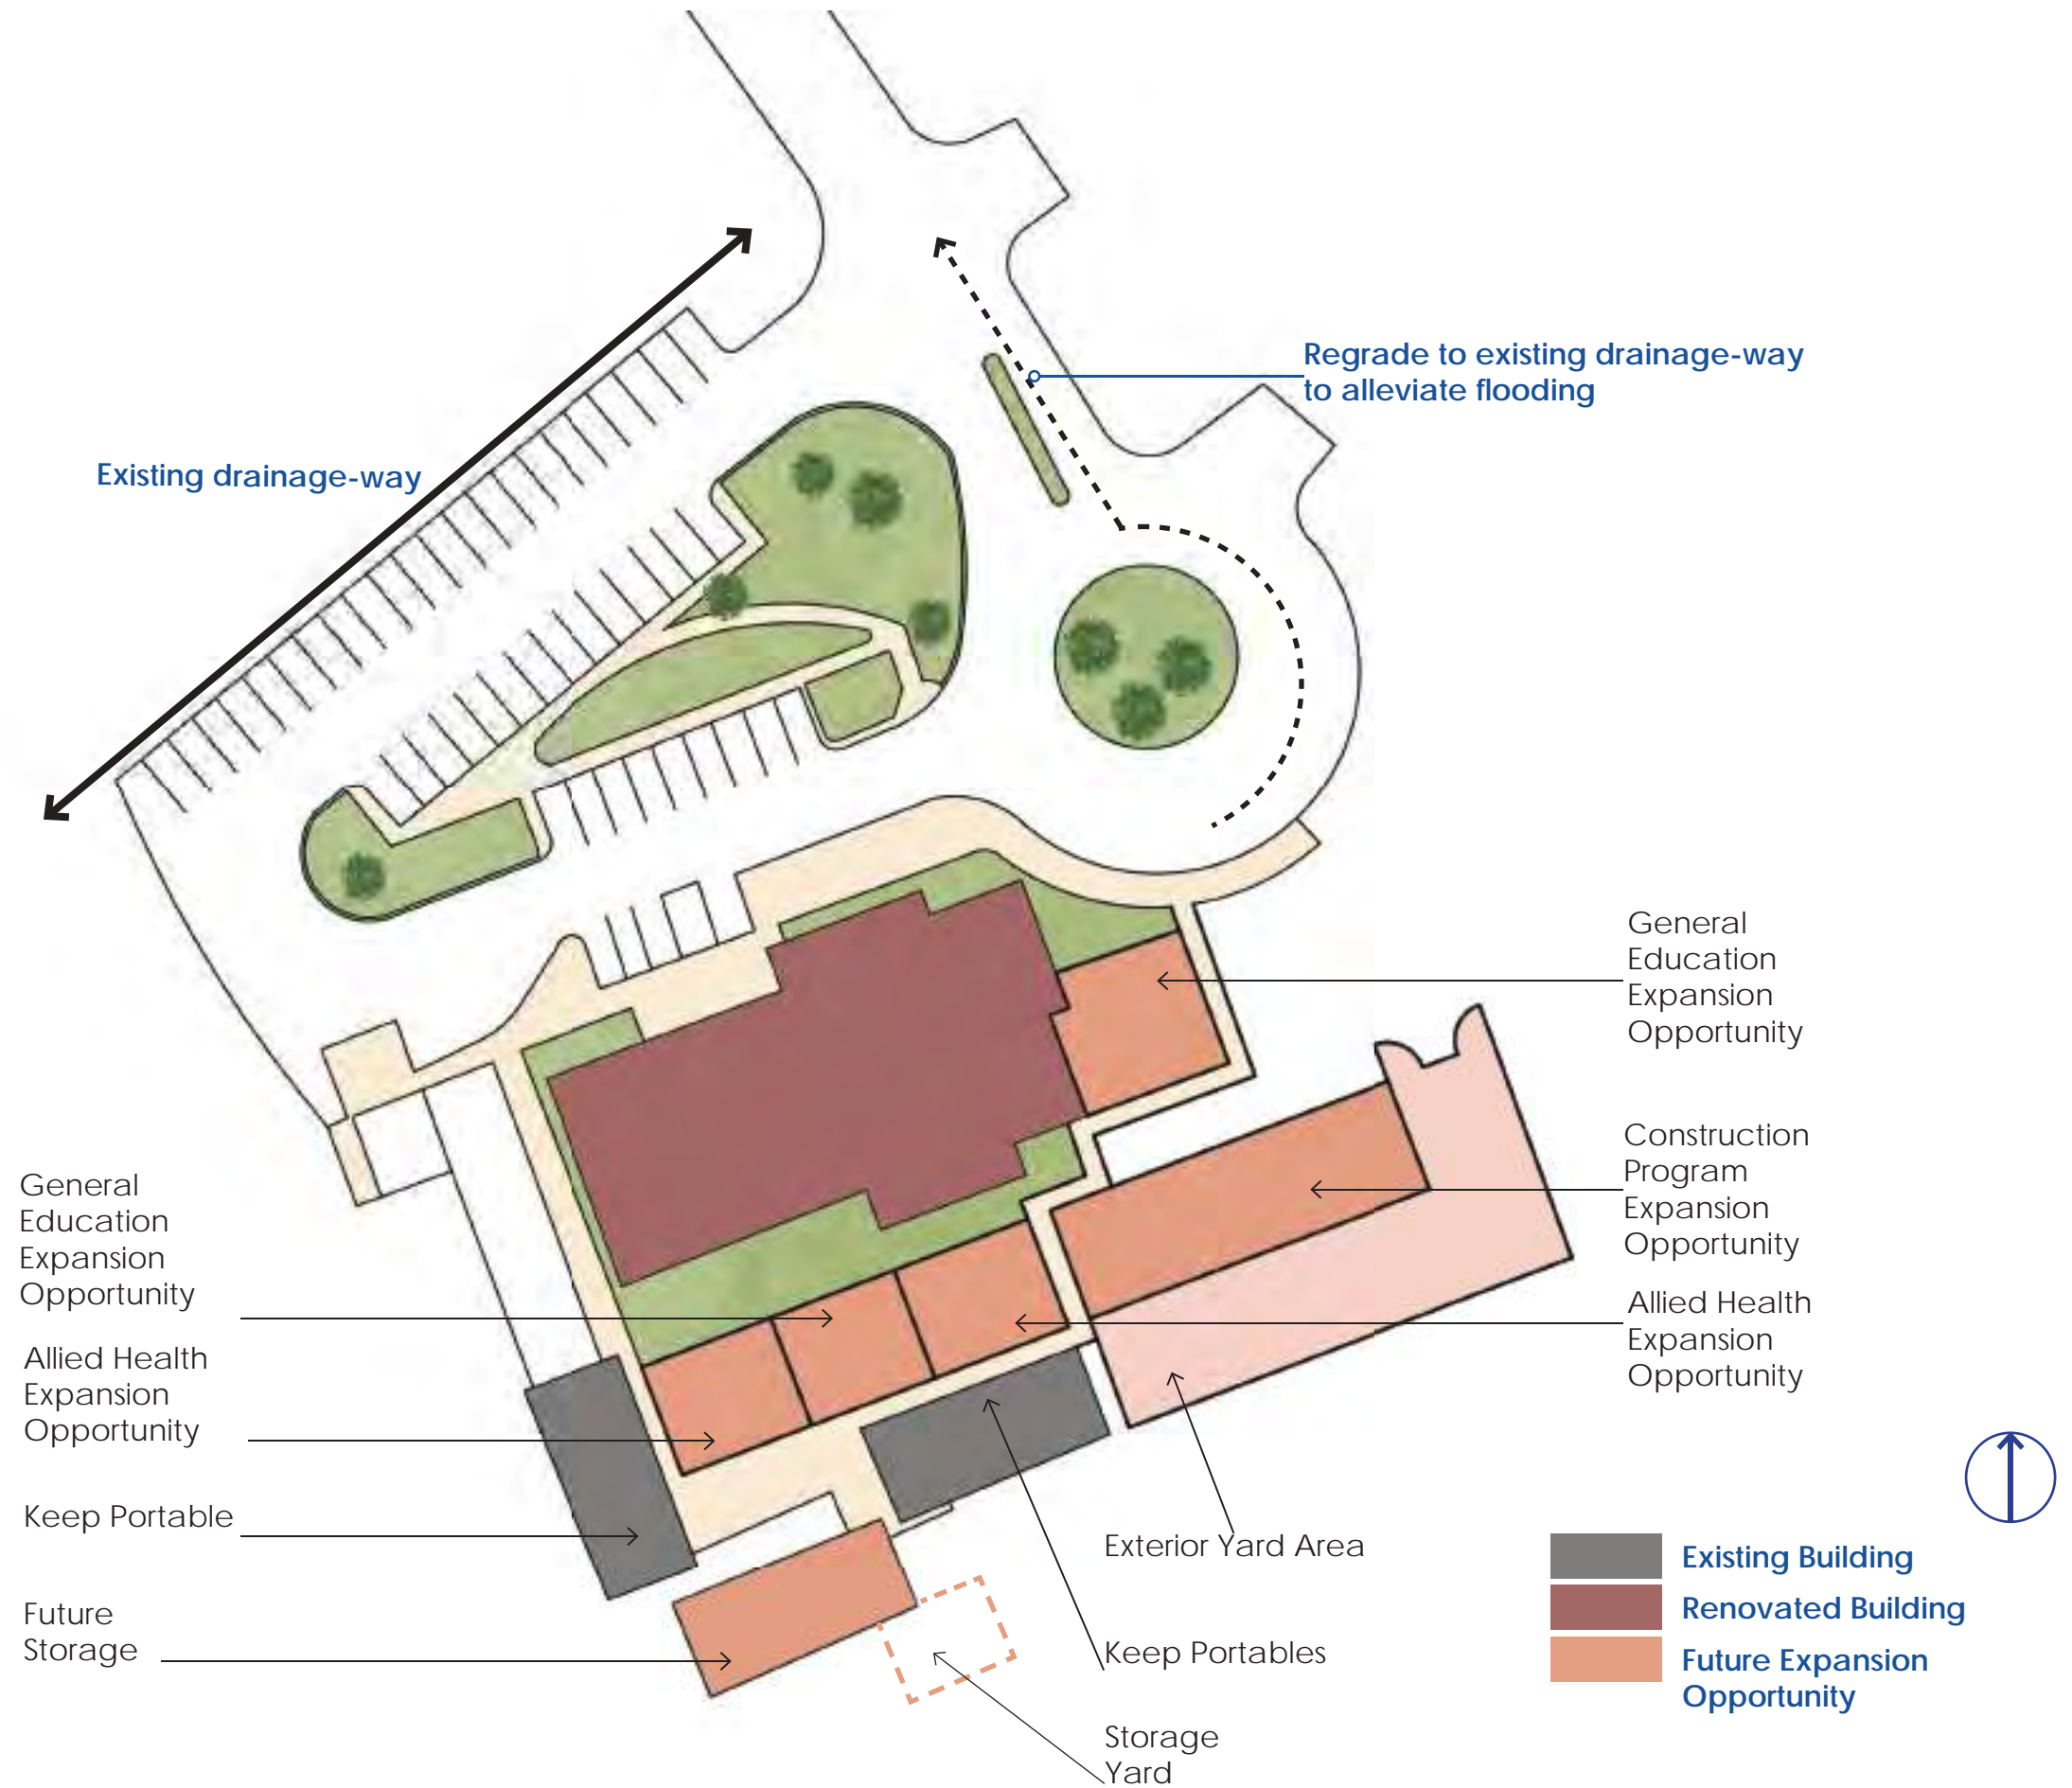 Regrade to existing drainage-way
to alleviate flooding
Existing drainage-way
General
Education
Expansion
Opportunity
Construction
Program
Expansion
Opportunity
General
Education
Expansion
Opportunity
Allied Health
Expansion
Opportunity
Allied Health
Expansion
Opportunity
Keep Portable
Future
Storage
Exterior Yard Area
Keep Portables
Storage
Yard
Existing Building
Renovated Building
Future Expansion
Opportunity